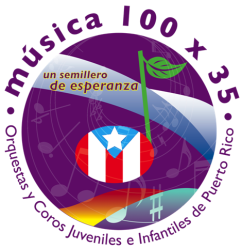 • música 100 x 35 •
un semillero
de esperanza
Orquestas y Coros Juveniles e Infantiles de Puerto Rico